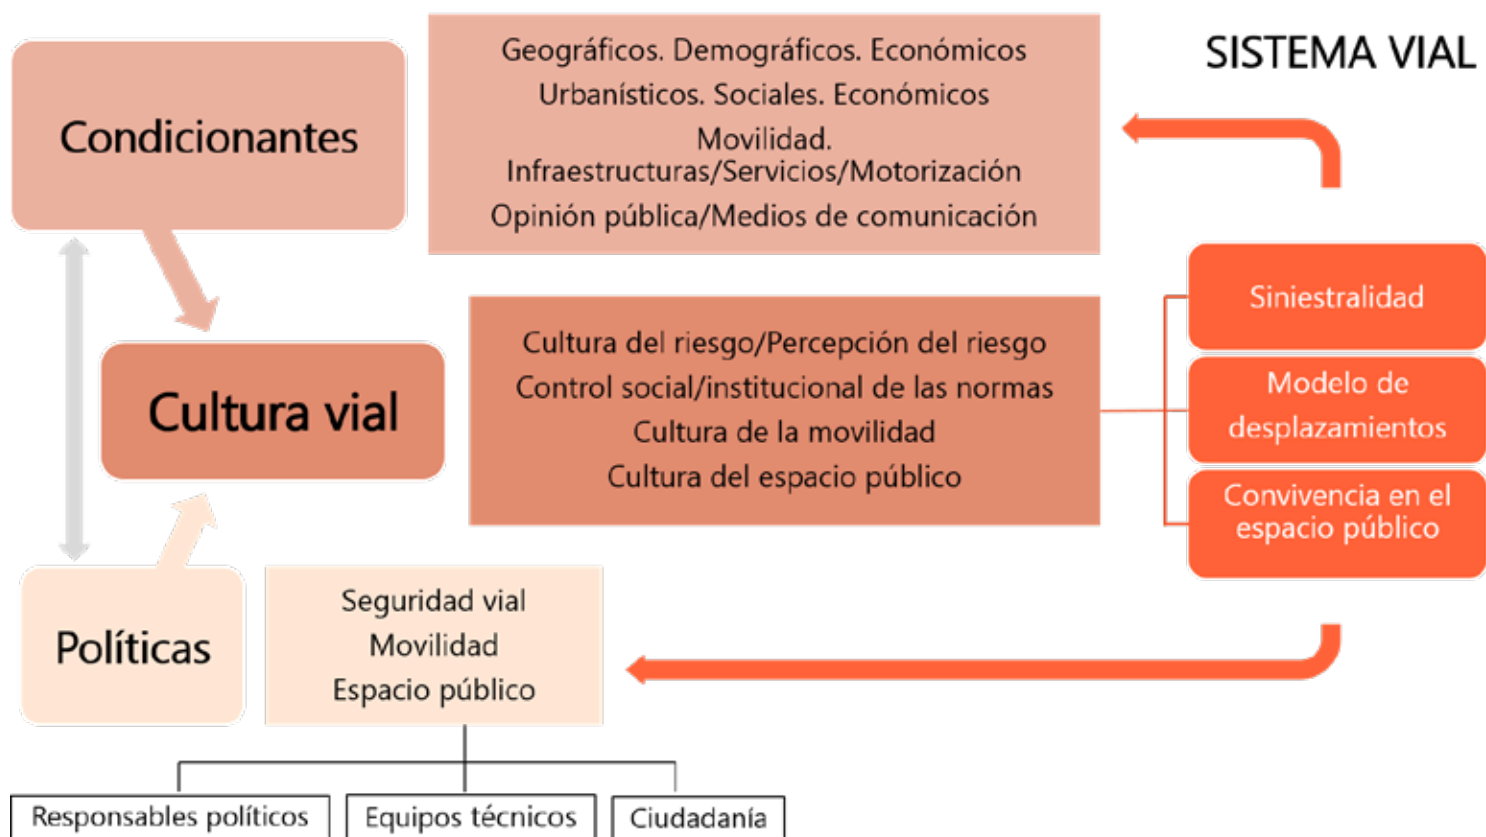 SISTEMA VIAL
Condicionantes
Geográficos. Demográficos. Económicos
Urbanísticos. Sociales. Económicos
Movilidad.
Infraestructuras/Servicios/Motorización
Opinión pública/Medios de comunicación
Cultura vial
Cultura del riesgo/Percepción del riesgo
Control social/institucional de las normas
Cultura de la movilidad
Cultura del espacio público
Siniestralidad
Modelo de
desplazamientos
Convivencia en el
espacio público
Políticas
Seguridad vial
Movilidad
Espacio público
Responsables políticos
Equipos técnicos
Ciudadanía